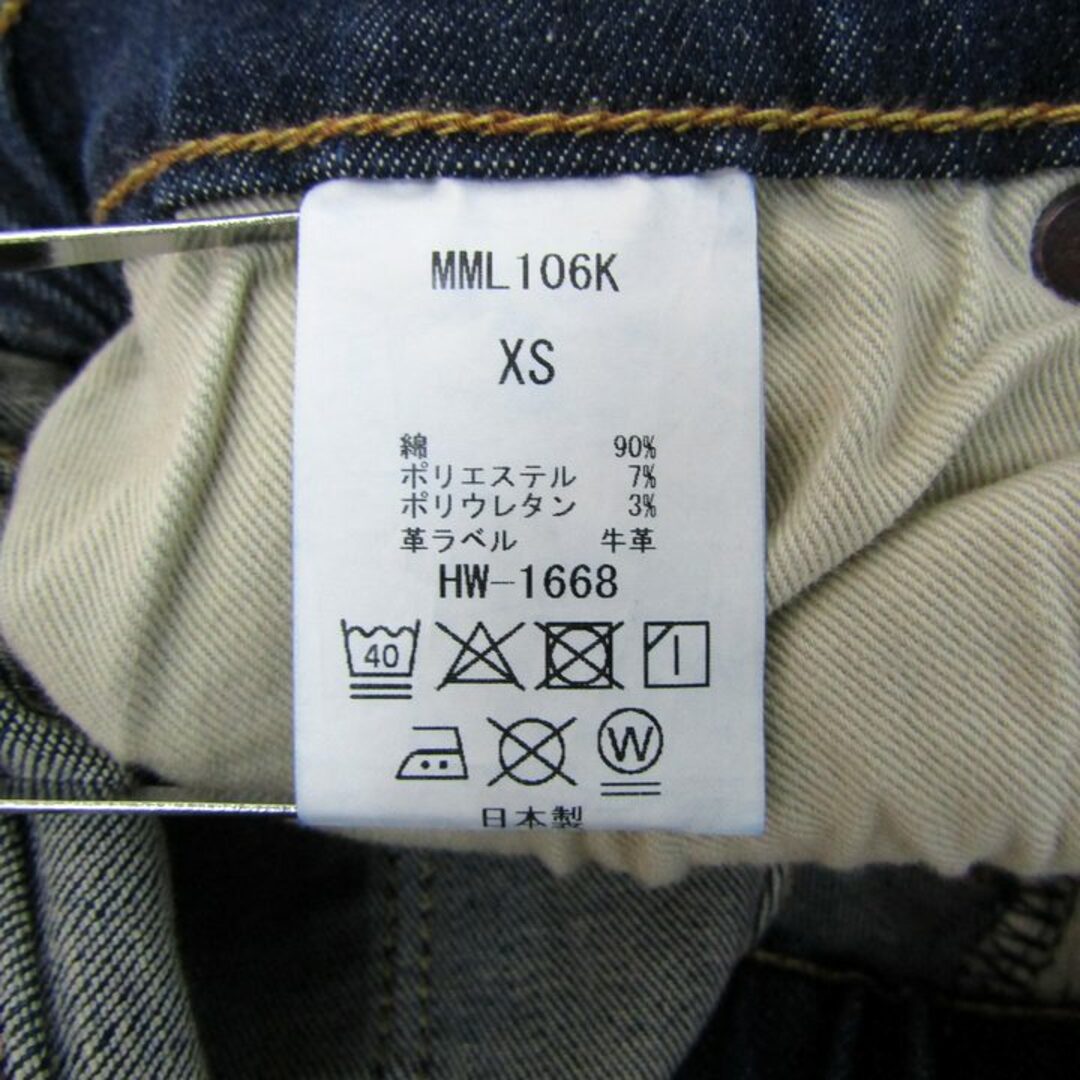 MML106K
XS
綿 90%
ポリエステル 7%
ポリウレタン 3%
革ラベル 牛革
HW-1668
40
W
日本製